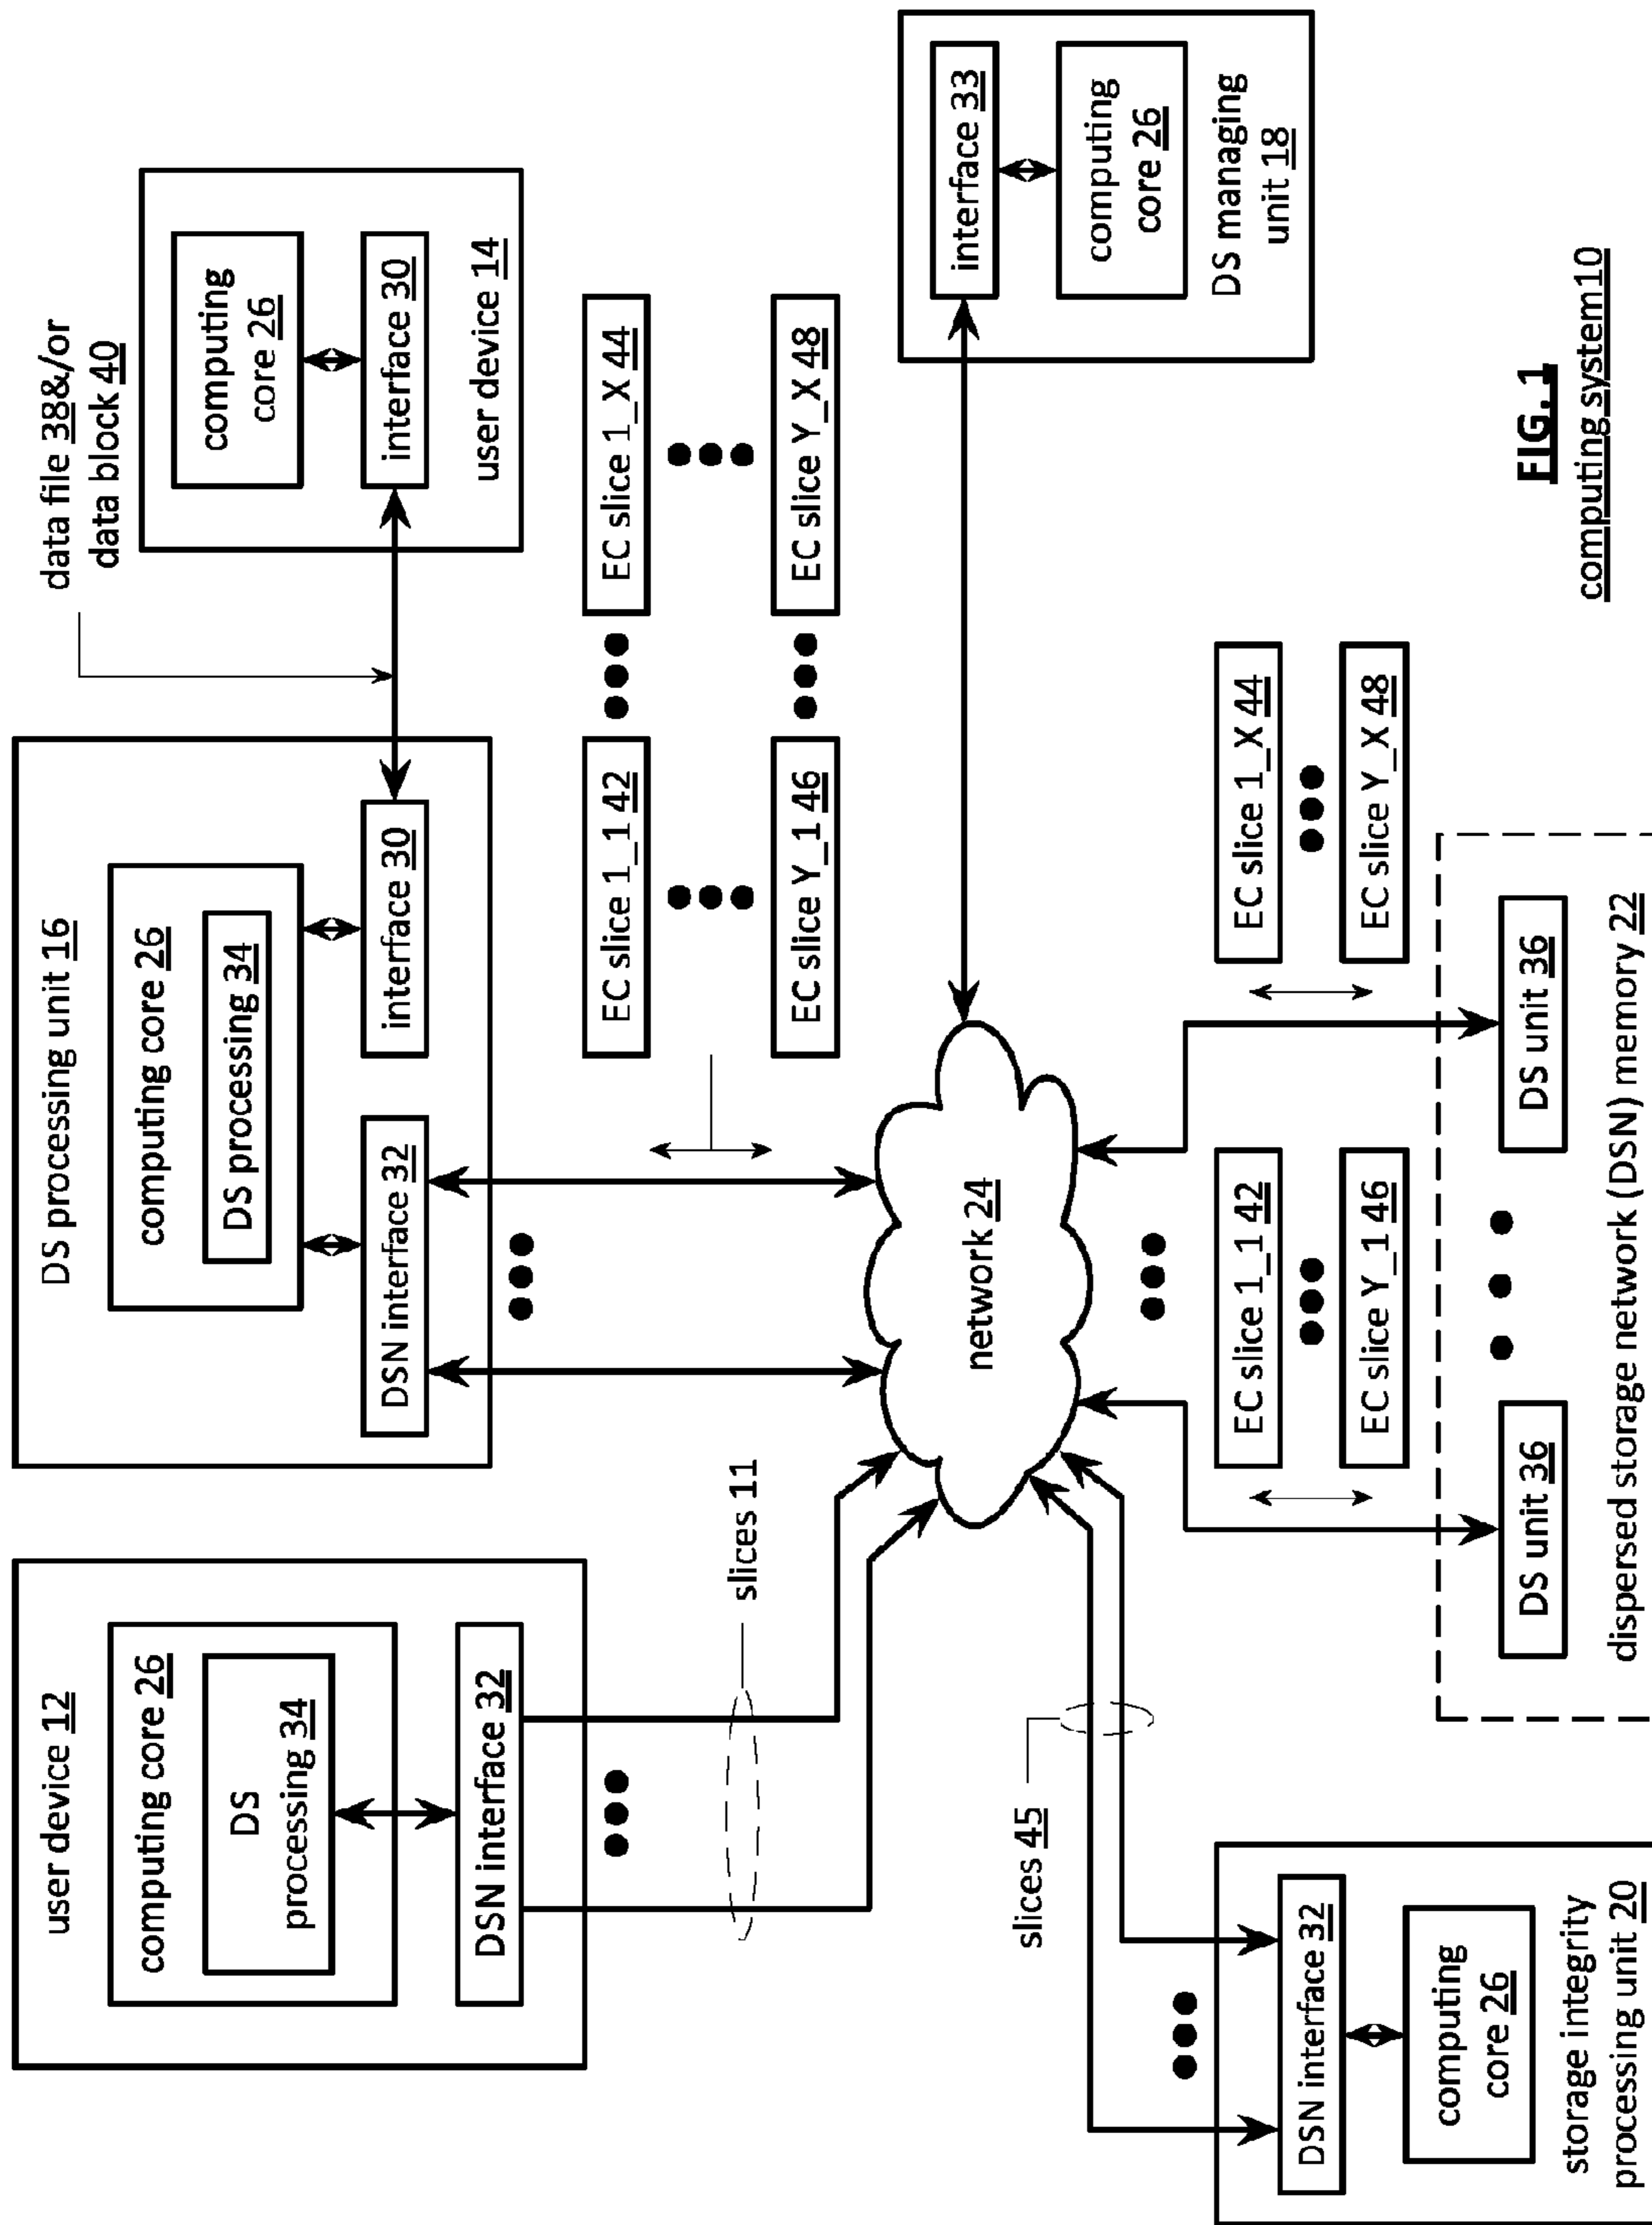 user device 12
computing core 26
DS
processing 34
DSN interface 32
slices 11
DS processing unit 16
computing core 26
DS processing 34
DSN interface 32
interface 30
data file 38&/or
data block 40
computing
core 26
interface 30
user device 14
EC slice 1_1 42
EC slice 1_X 44
EC slice Y_1 46
EC slice Y_X 48
network 24
interface 33
computing
core 26
DS managing
unit 18
slices 45
DSN interface 32
computing
core 26
storage integrity
processing unit 20
EC slice 1_1 42
EC slice Y_1 46
EC slice 1_X 44
EC slice Y_X 48
DS unit 36
DS unit 36
dispersed storage network (DSN) memory 22
FIG. 1
computing system10